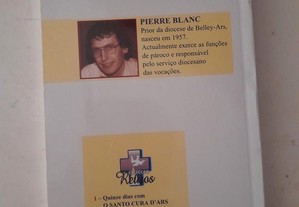 PIERRE BLANC
Prior da diocese de Belley-Ars,
nasceu em 1957.
Actualmente exerce as funções
de pároco e responsável
pelo serviço diocesano
das vocações.
Reinos
1 – Quinze dias com
O SANTO CURA D'ARS